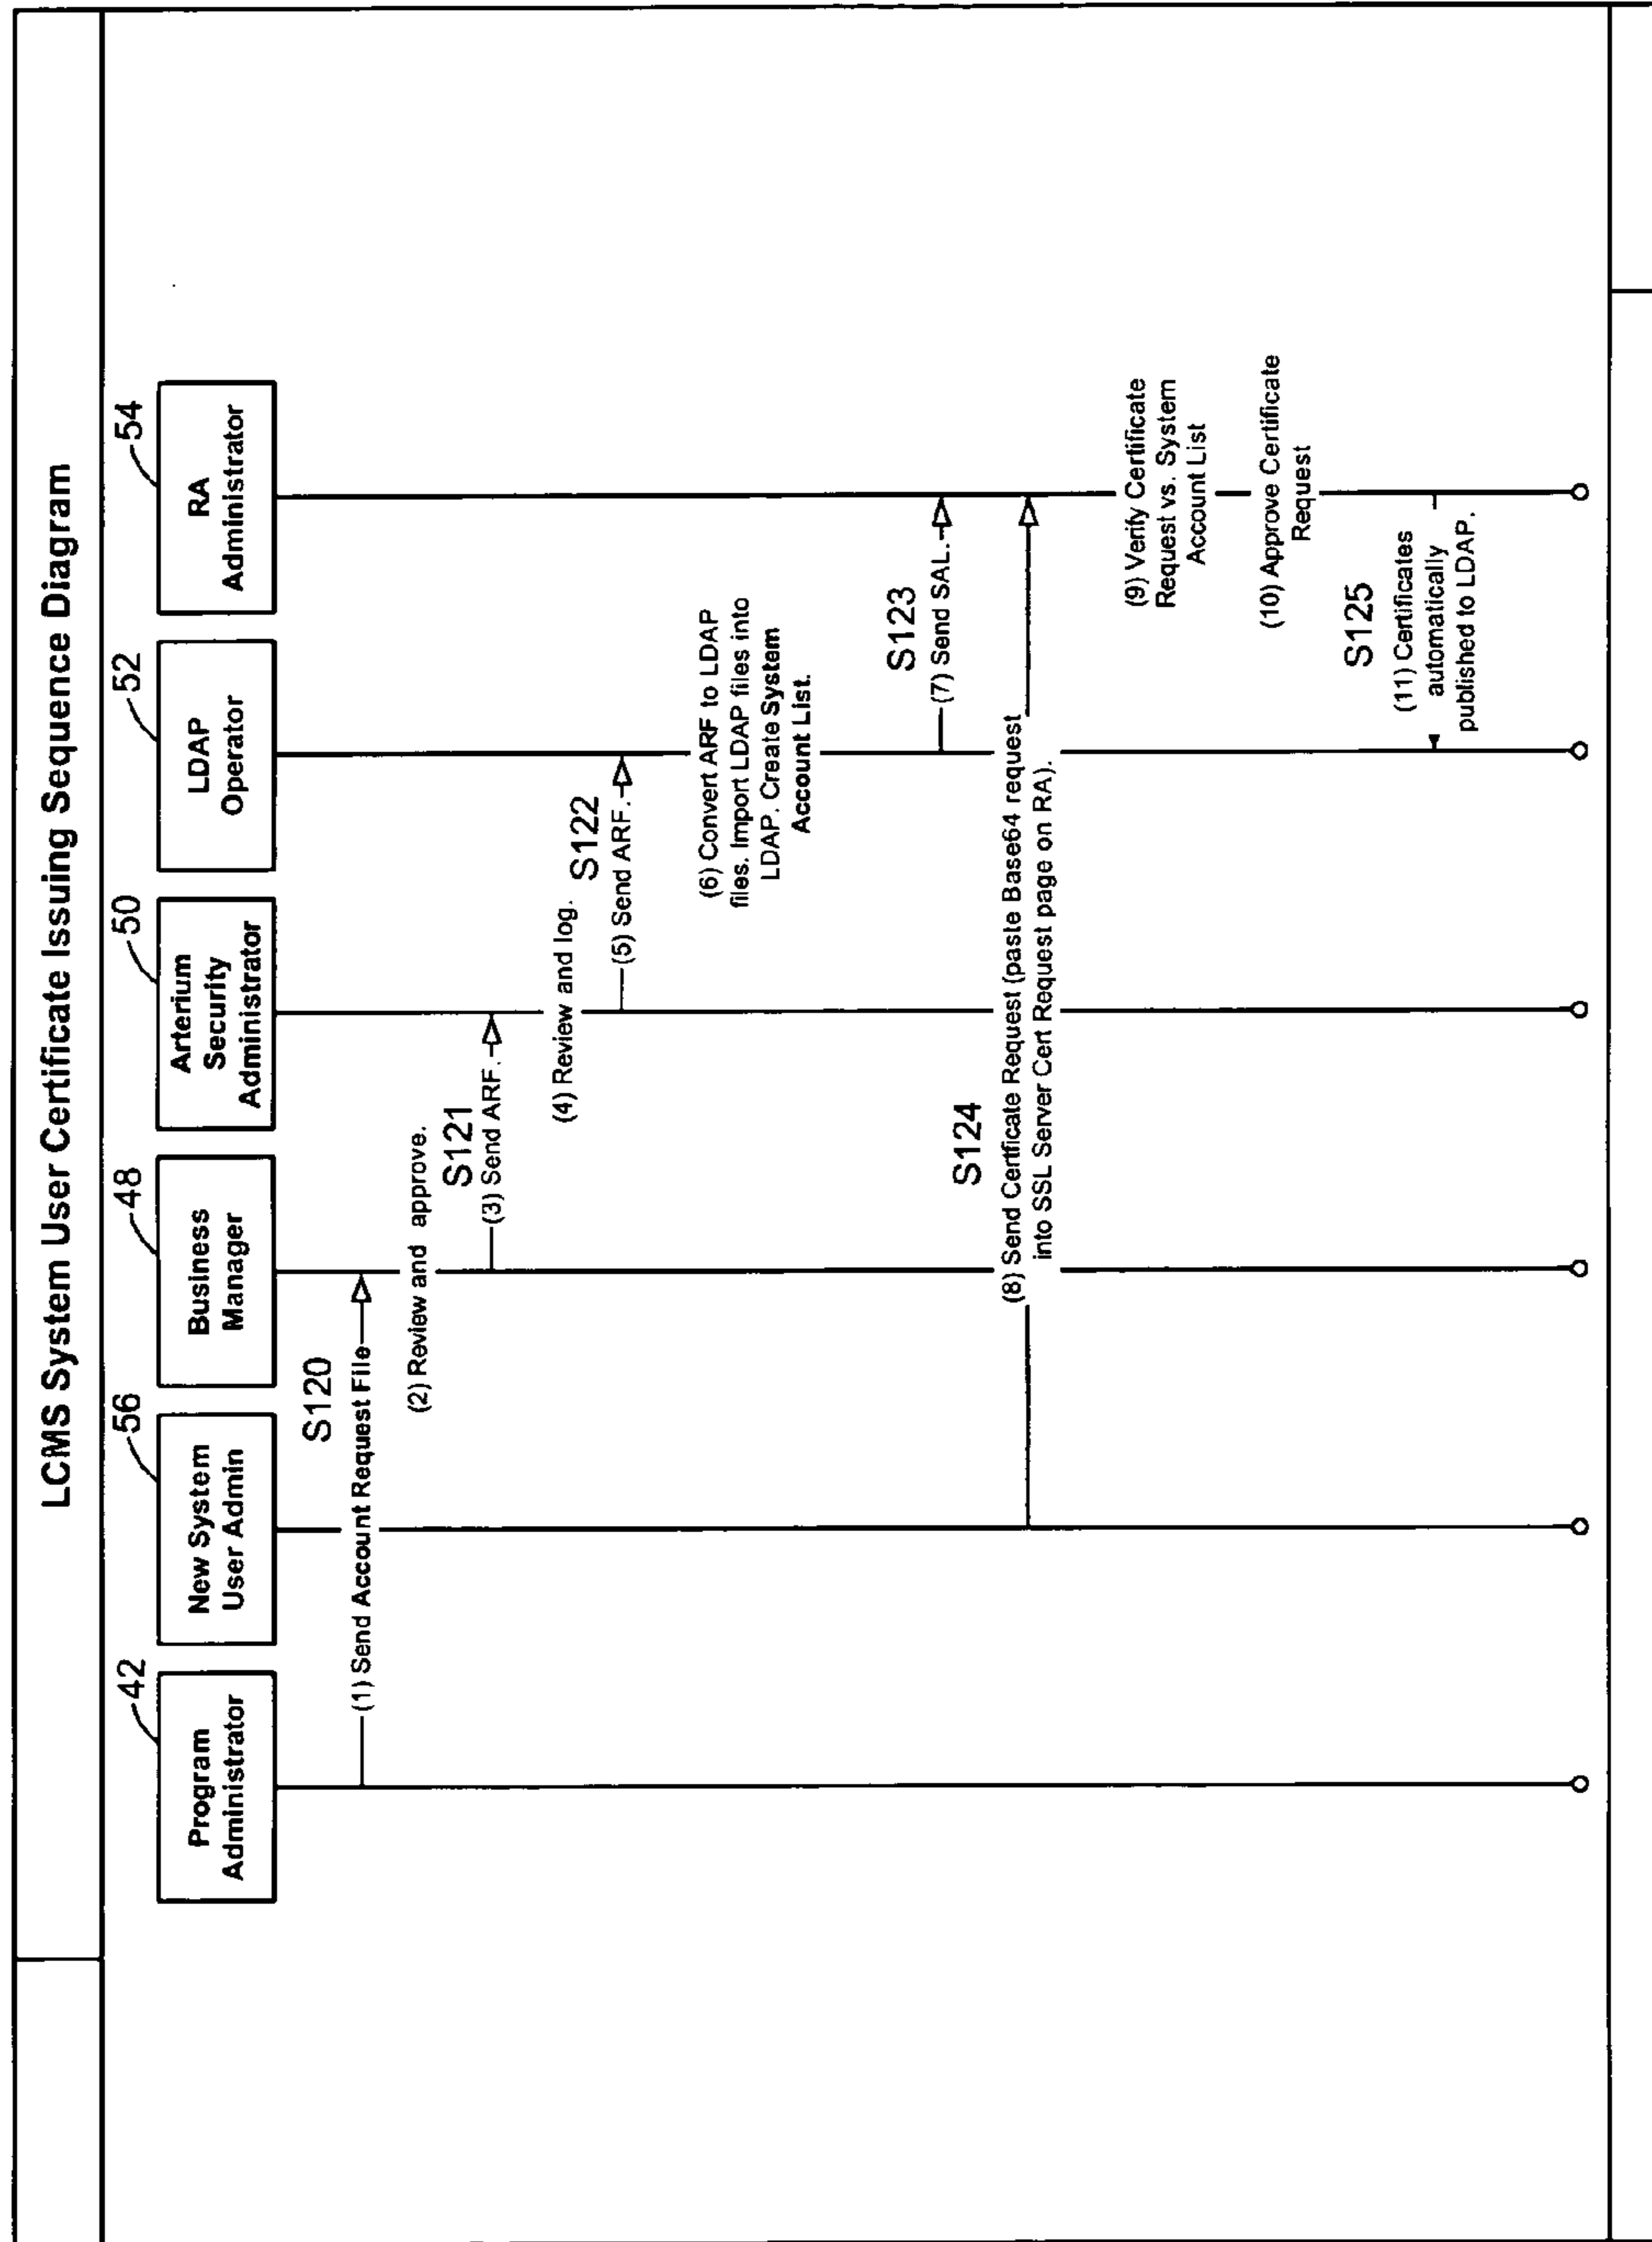 LCMS System User Certificate Issuing Sequence Diagram
42
56
48
50
52
54
Program
Administrator
New System
User Admin
Business
Manager
Arterium
Security
Administrator
LDAP
Operator
RA
Administrator
S120
(1) Send Account Request File
(2) Review and approve.
S121
(3) Send ARF.
(4) Review and log.
S122
(5) Send ARF.
(6) Convert ARF to LDAP
files. Import LDAP files into
LDAP. Create System
Account List.
S123
(7) Send SAL.
S124
(8) Send Certificate Request (paste Base64 request
into SSL Server Cert Request page on RA).
(9) Verify Certificate
Request vs. System
Account List
(10) Approve Certificate
Request
S125
(11) Certificates
automatically
published to LDAP.